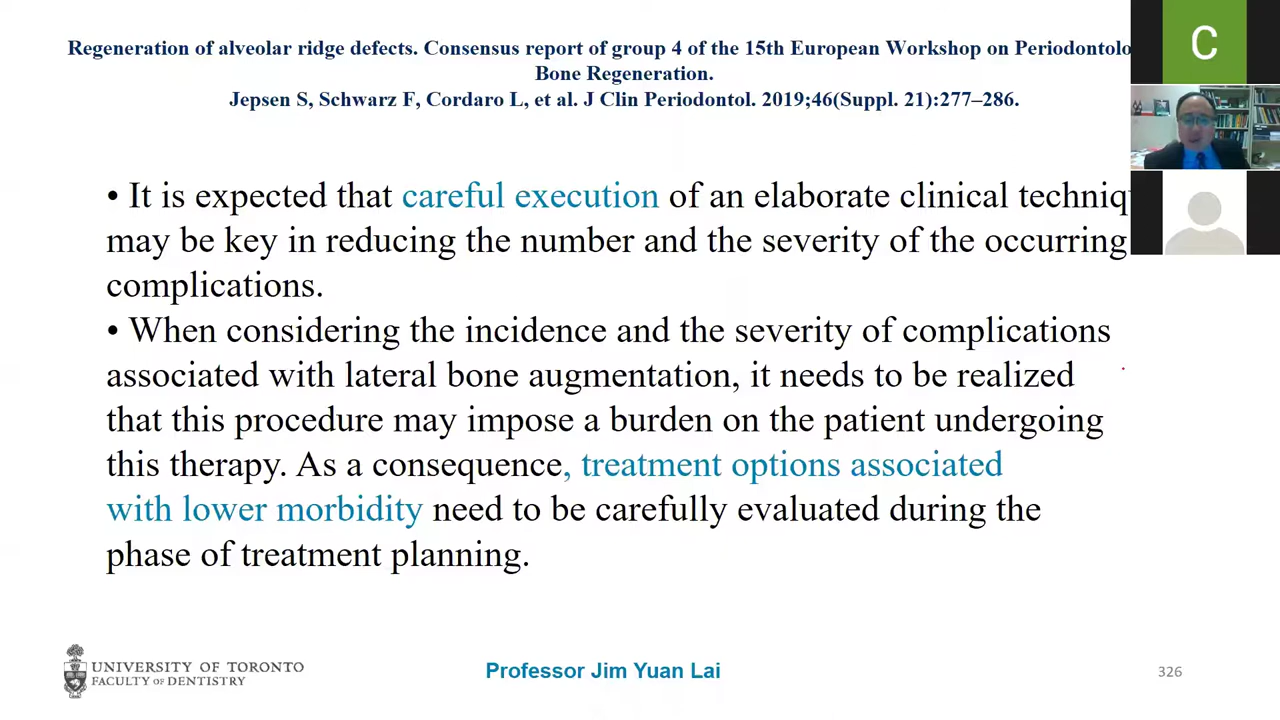 Regeneration of alveolar ridge defects. Consensus report of group 4 of the 15th European Workshop on
Bone Regeneration.
Jepsen S, Schwarz F, Cordaro L, et al. J Clin Periodontol. 2019;46(Suppl. 21):277–286.
C
• It is expected that careful execution of an elaborate clinical
may be key in reducing the number and the severity of the occurring
complications.
• When considering the incidence and the severity of complications
associated with lateral bone augmentation, it needs to be realized
that this procedure may impose a burden on the patient undergoing
this therapy. As a consequence, treatment options associated
with lower morbidity need to be carefully evaluated during the
phase of treatment planning.
UNIVERSITY OF TORONTO
FACULTY OF DENTISTRY
Professor Jim Yuan Lai
326